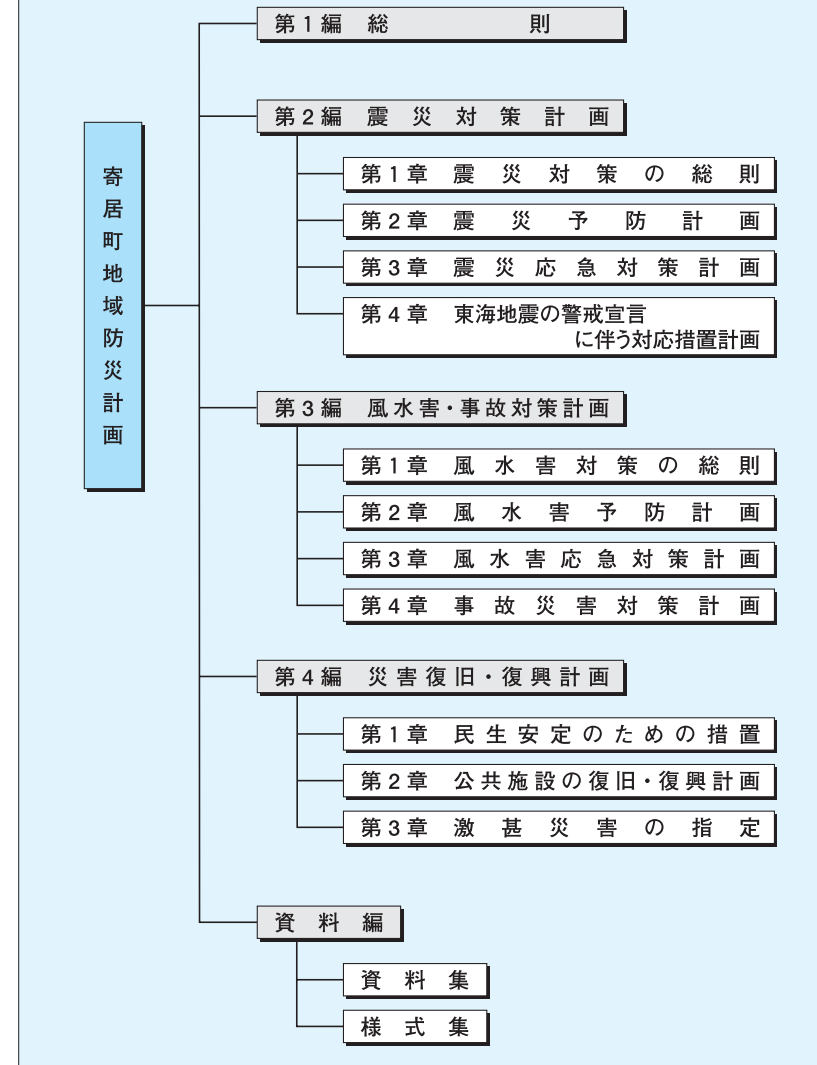 寄居町地域防災計画
第1編 総則
第2編 震災対策計画
第1章 震災対策の総則
第2章 震災予防計画
第3章 震災応急対策計画
第4章 東海地震の警戒宣言
に伴う対応措置計画
第3編 風水害・事故対策計画
第1章 風水害対策の総則
第2章 風水害予防計画
第3章 風水害応急対策計画
第4章 事故災害対策計画
第4編 災害復旧・復興計画
第1章 民生安定のための措置
第2章 公共施設の復旧・復興計画
第3章 激甚災害の指定
資料編
資料集
様式集